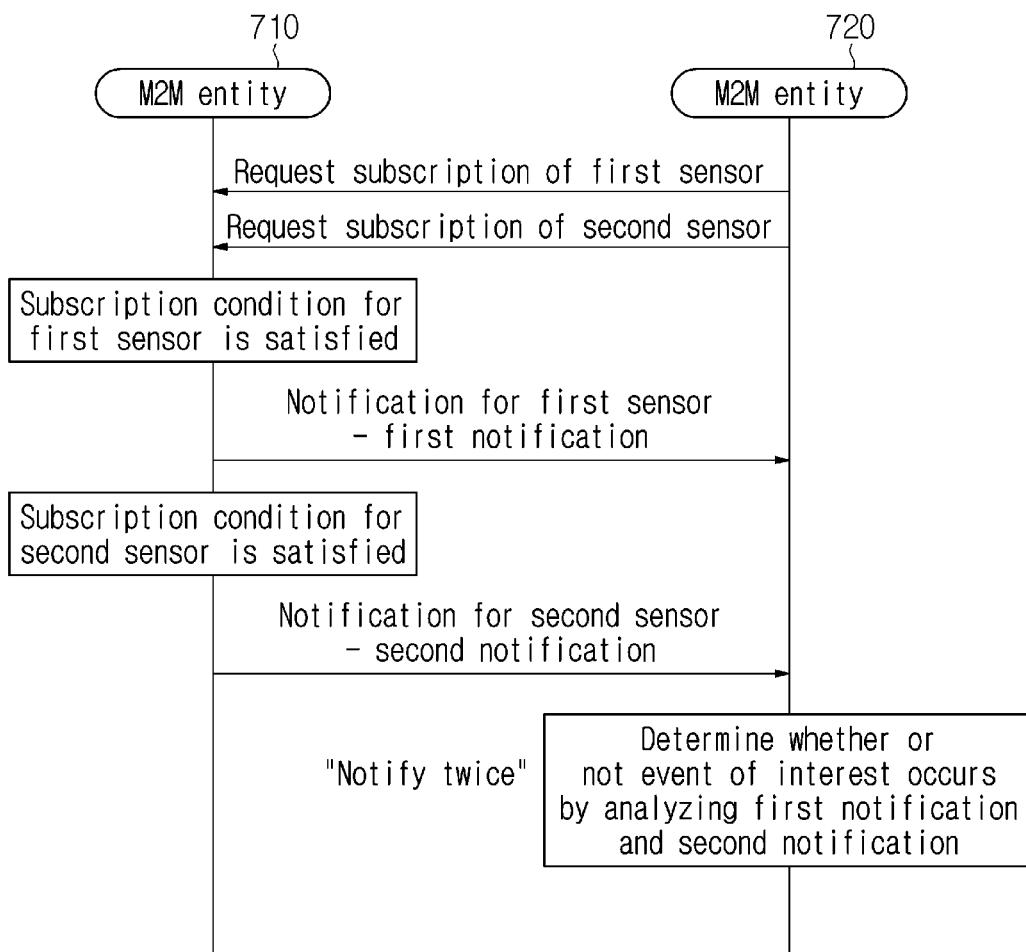 710
720
M2M entity
M2M entity
Request subscription of first sensor
Request subscription of second sensor
Subscription condition for
first sensor is satisfied
Notification for first sensor
- first notification
Subscription condition for
second sensor is satisfied
Notification for second sensor
- second notification
"Notify twice"
Determine whether or
not event of interest occurs
by analyzing first notification
and second notification